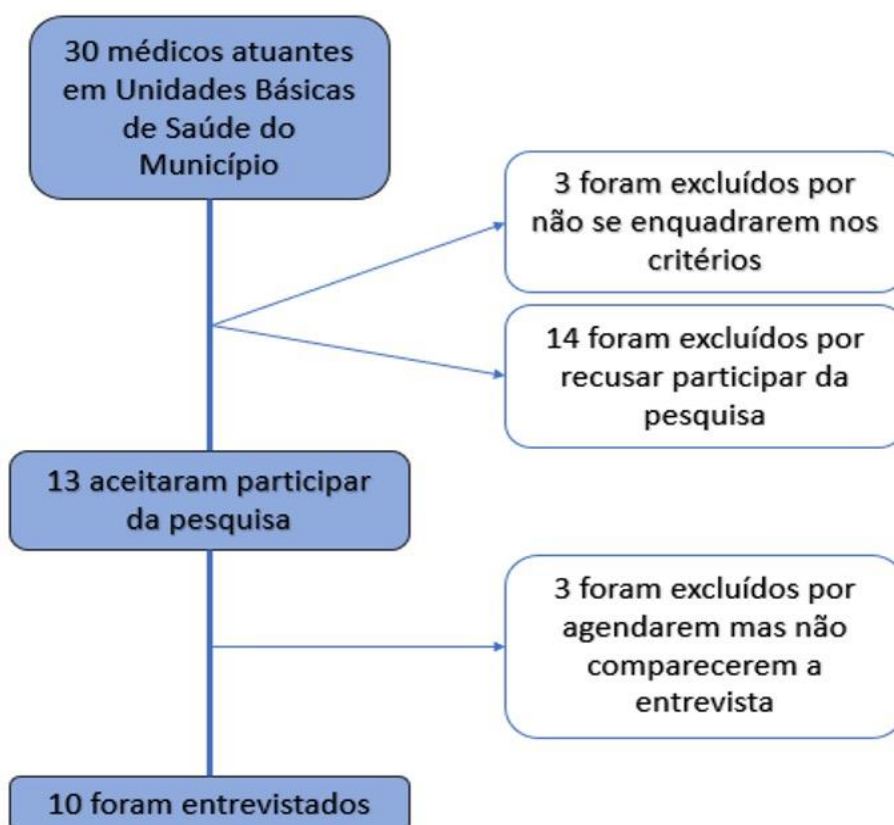 30 médicos atuantes
em Unidades Básicas
de Saúde do
Município
3 foram excluídos por
não se enquadrarem nos
critérios
14 foram excluídos por
recusar participar da
pesquisa
13 aceitaram participar
da pesquisa
3 foram excluídos por
agendarem mas não
comparecerem a
entrevista
10 foram entrevistados